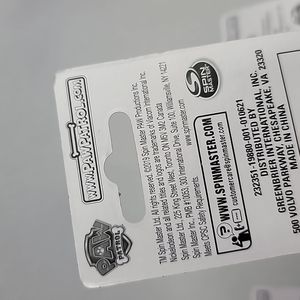 WWW.PAWPATROL.COM
PAW
PATROL
TM Spin Master Ltd. All rights reserved. ©2019 Spin Master PAW Productions Inc.
Nickelodeon and all related titles and logos are trademarks of Viacom International Inc.
Spin Master Ltd., 225 King Street West, Toronto, ON M5V 3M2 Canada
Spin Master Inc., PMB #10053, 300 International Drive, Suite 100, Williamsville, NY 14221
Meets CPSC Safety Requirements.
www.spinmaster.com
SPIN
MASTER
WWW.SPINMASTER.COM
customercare@spinmaster.com
DISTRIBUTED BY
GREENBRIER INTERNATIONAL, INC.
500 VOLVO PARKWAY, CHESAPEAKE, VA 23320
MADE IN CHINA